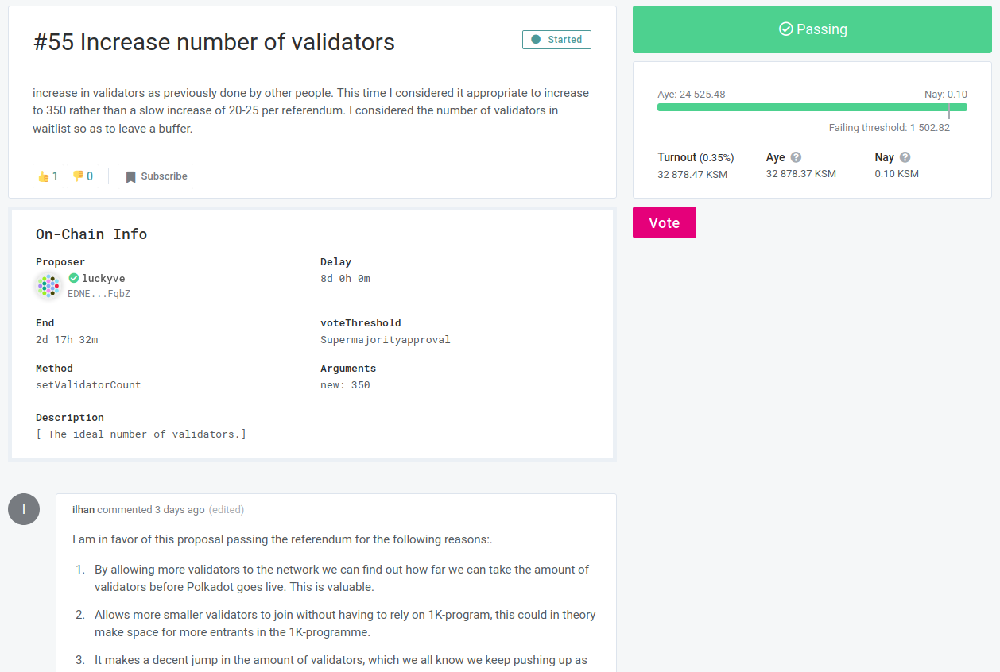 #55 Increase number of validators
Started
increase in validators as previously done by other people. This time I considered it appropriate to increase
to 350 rather than a slow increase of 20-25 per referendum. I considered the number of validators in
waitlist so as to leave a buffer.
1 0 Subscribe
Passing
Aye: 24 525.48 Nay: 0.10
Failing threshold: 1 502.82
Turnout (0.35%) Aye ? Nay ?
32 878.47 KSM 32 878.37 KSM 0.10 KSM
Vote
On-Chain Info
Proposer Delay
luckyve 8d 0h 0m
EDNE...FqbZ
End voteThreshold
2d 17h 32m Supermajorityapproval
Method Arguments
setValidatorCount new: 350
Description
[ The ideal number of validators.]
I
ilhan commented 3 days ago (edited)
I am in favor of this proposal passing the referendum for the following reasons:.
1. By allowing more validators to the network we can find out how far we can take the amount of
validators before Polkadot goes live. This is valuable.
2. Allows more smaller validators to join without having to rely on 1K-program, this could in theory
make space for more entrants in the 1K-programme.
3. It makes a decent jump in the amount of validators, which we all know we keep pushing up as